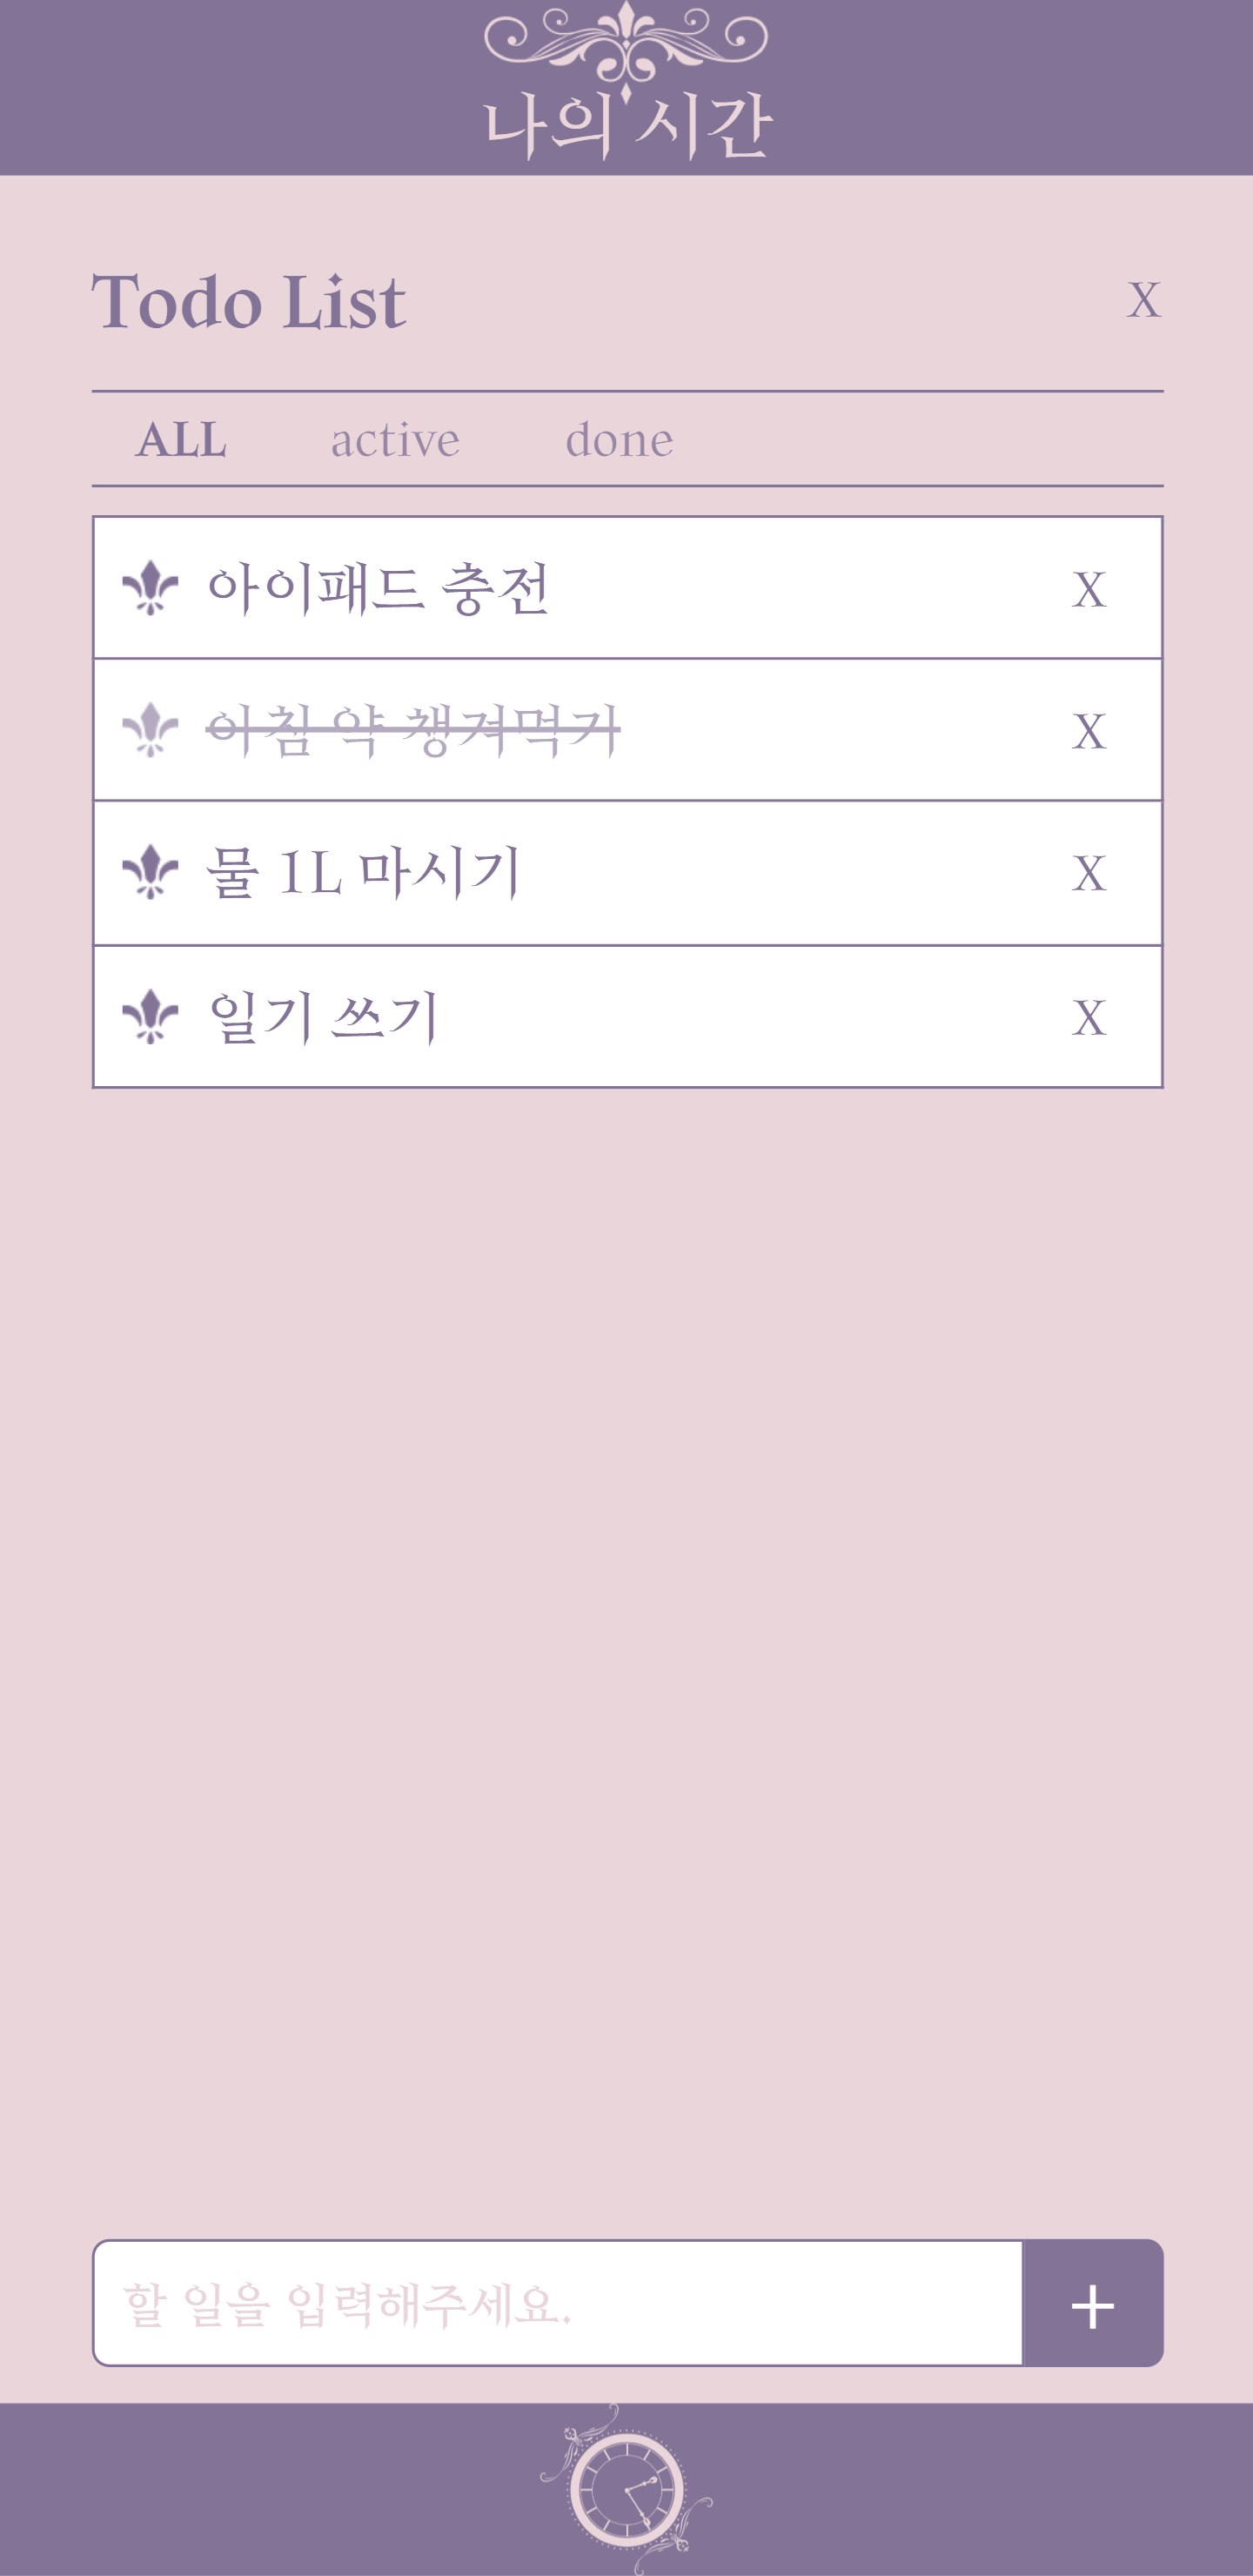 나의 시간
Todo List X
ALL active done
아이패드 충전 X
아침 약 챙겨먹기 X
물 1L 마시기 X
일기 쓰기 X
할 일을 입력해주세요. +